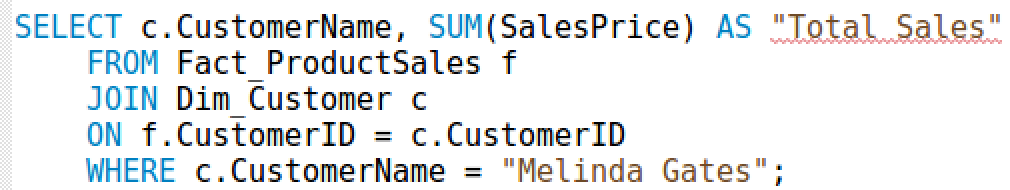 SELECT c.CustomerName, SUM(SalesPrice) AS "Total Sales"
FROM Fact_ProductSales f
JOIN Dim_Customer c
ON f.CustomerID = c.CustomerID
WHERE c.CustomerName = "Melinda Gates";